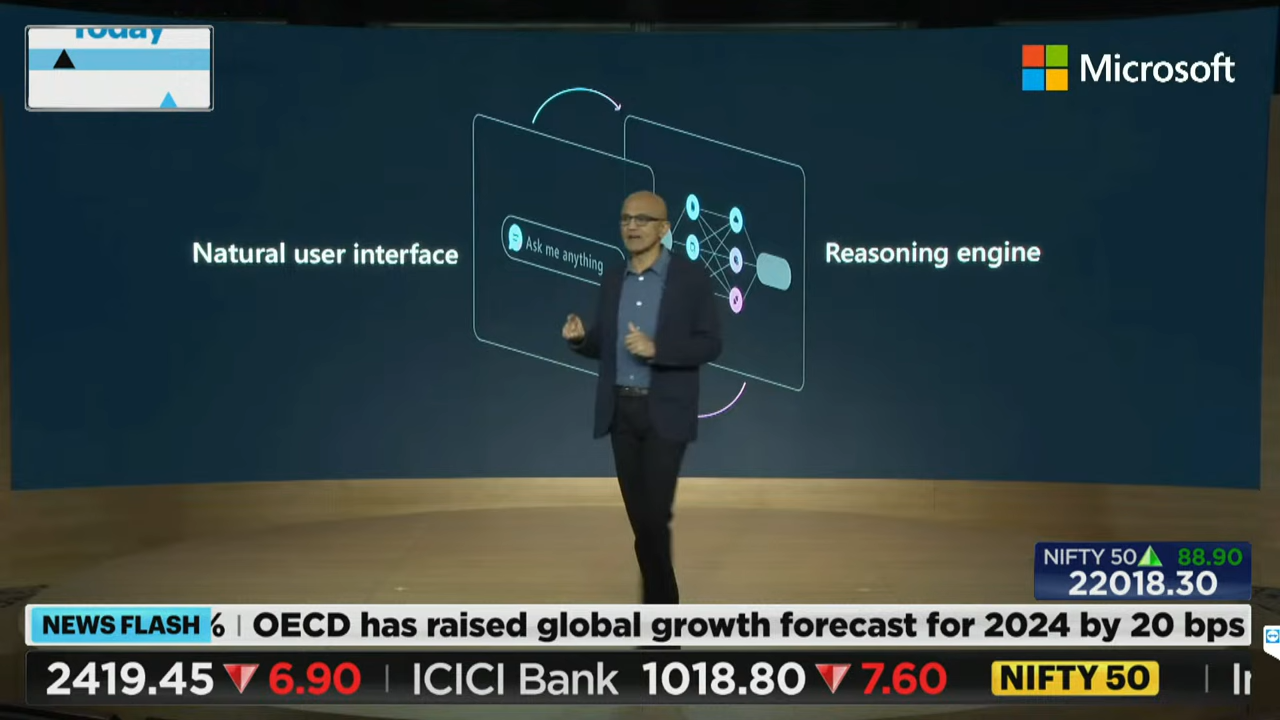 Today
Microsoft
Natural user interface
Ask me anything
Reasoning engine
NIFTY 50 88.90
22018.30
NEWS FLASH % | OECD has raised global growth forecast for 2024 by 20 bps
2419.45 6.90 | ICICI Bank 1018.80 7.60 NIFTY 50 |